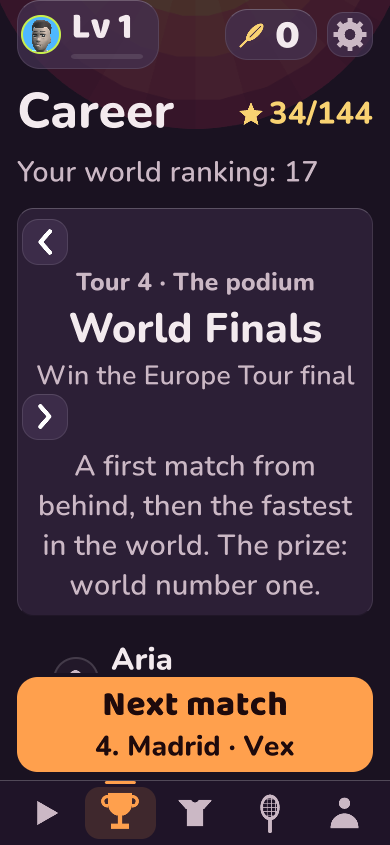 Lv 1
0
Career
34/144
Your world ranking: 17
Tour 4 · The podium
World Finals
Win the Europe Tour final
A first match from
behind, then the fastest
in the world. The prize:
world number one.
Aria
Next match
4. Madrid · Vex